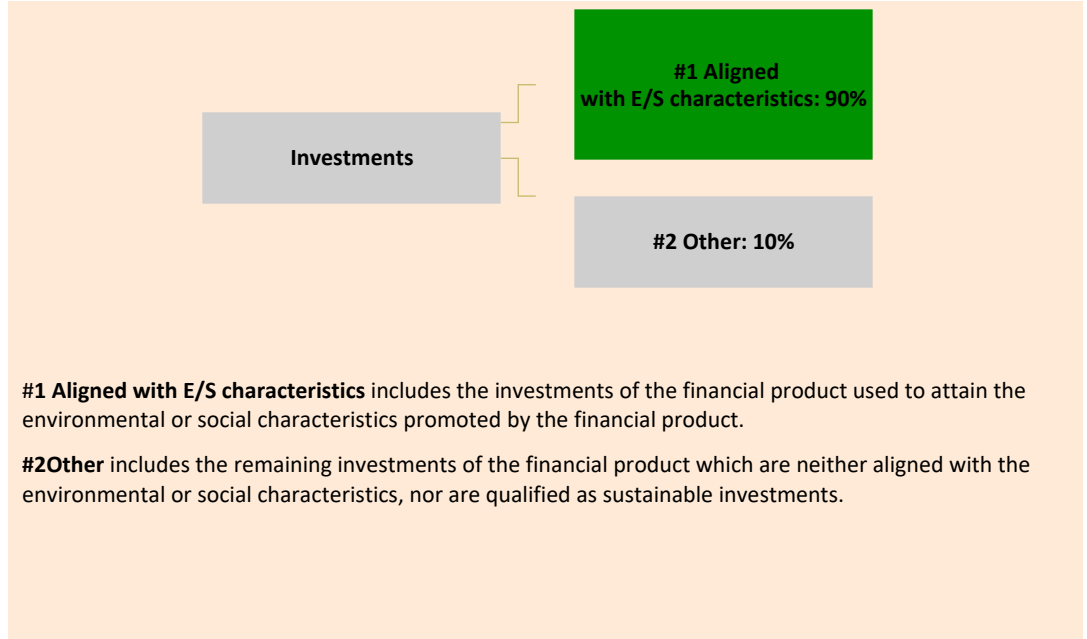 #1 Aligned
with E/S characteristics: 90%
Investments
#2 Other: 10%
#1 Aligned with E/S characteristics includes the investments of the financial product used to attain the
environmental or social characteristics promoted by the financial product.
#2Other includes the remaining investments of the financial product which are neither aligned with the
environmental or social characteristics, nor are qualified as sustainable investments.